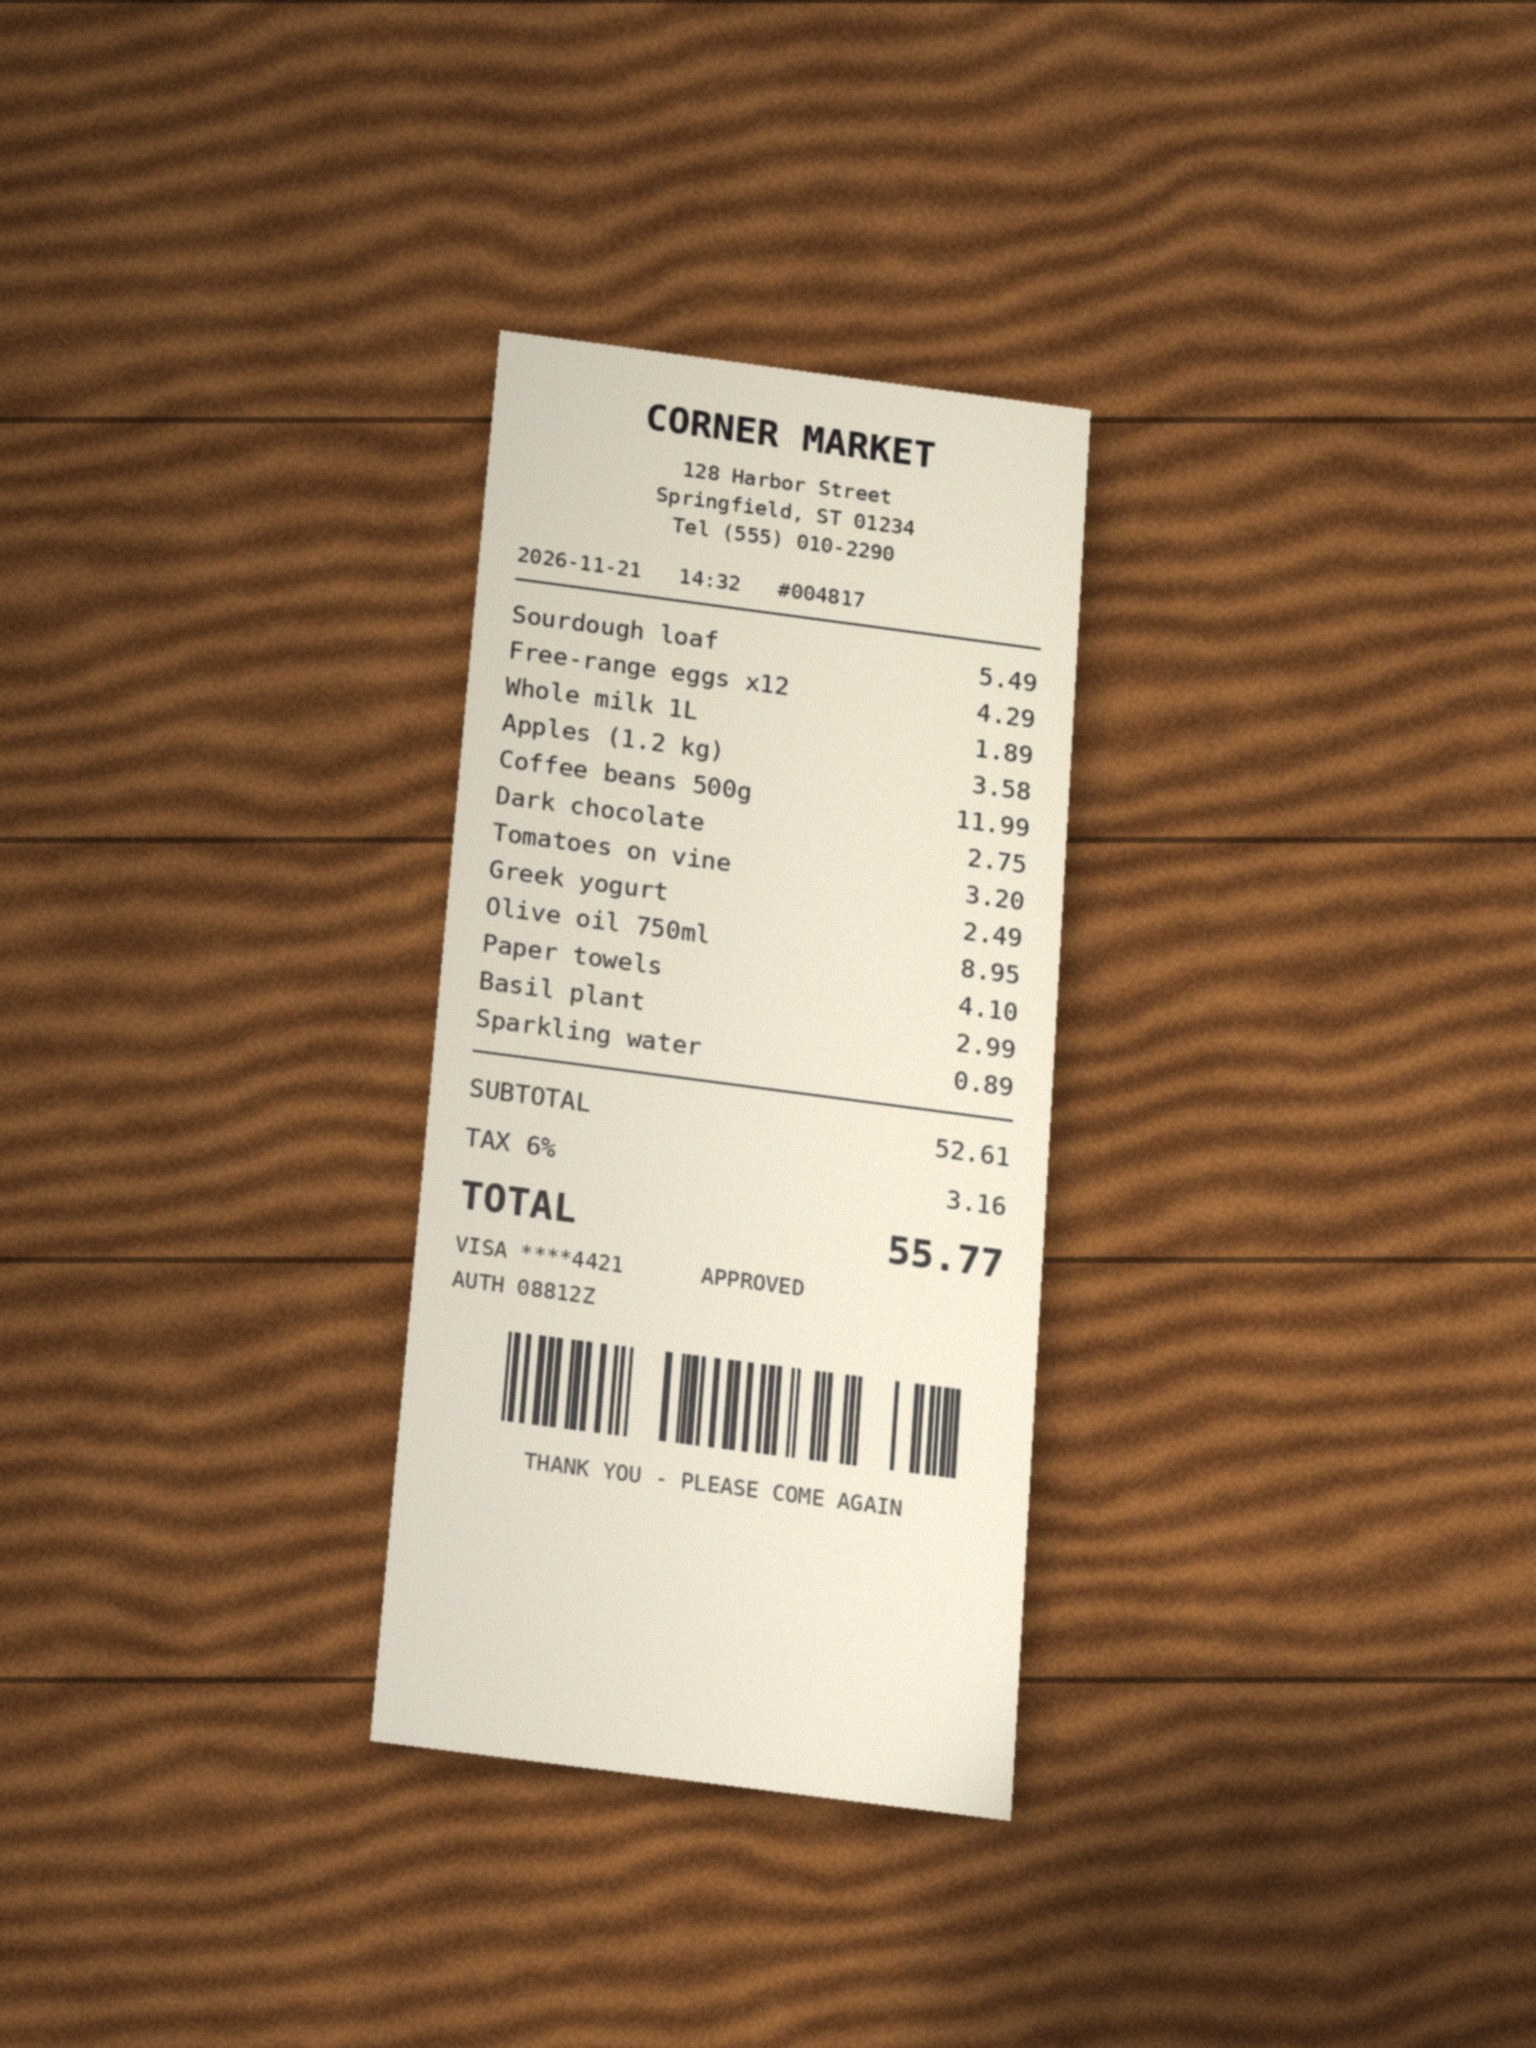 CORNER MARKET
128 Harbor Street
Springfield, ST 01234
Tel (555) 010-2290
2026-11-21 14:32 #004817
Sourdough loaf 5.49
Free-range eggs x12 4.29
Whole milk 1L 1.89
Apples (1.2 kg) 3.58
Coffee beans 500g 11.99
Dark chocolate 2.75
Tomatoes on vine 3.20
Greek yogurt 2.49
Olive oil 750ml 8.95
Paper towels 4.10
Basil plant 2.99
Sparkling water 0.89
SUBTOTAL 52.61
TAX 6% 3.16
TOTAL 55.77
VISA ****4421 APPROVED
AUTH 08812Z
THANK YOU - PLEASE COME AGAIN